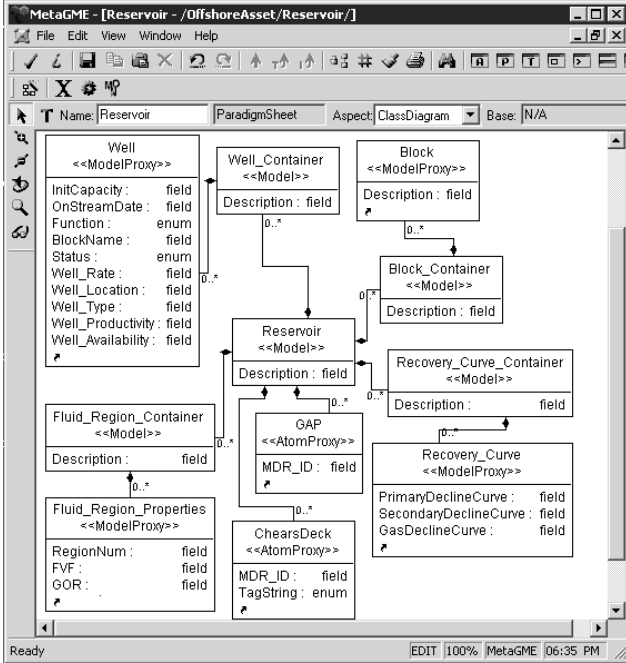 MetaGME - [Reservoir - /OffshoreAsset/Reservoir/]
File Edit View Window Help
Name: Reservoir ParadigmSheet Aspect: ClassDiagram Base: N/A
Well
<<ModelProxy>>
InitCapacity : field
OnStreamDate : field
Function : enum
BlockName : field
Status : enum
Well_Rate : field
Well_Location : field
Well_Type : field
Well_Productivity : field
Well_Availability : field
0..*
Well_Container
<<Model>>
Description : field
0..*
Block
<<ModelProxy>>
Description : field
0..*
Block_Container
<<Model>>
Description : field
0..*
Reservoir
<<Model>>
Description : field
Recovery_Curve_Container
<<Model>>
Description : field
0..*
0..*
Recovery_Curve
<<ModelProxy>>
PrimaryDeclineCurve : field
SecondaryDeclineCurve : field
GasDeclineCurve : field
Fluid_Region_Container
<<Model>>
Description : field
0..*
0..*
Fluid_Region_Properties
<<ModelProxy>>
RegionNum : field
FVF : field
GOR : field
0..*
GAP
<<AtomProxy>>
MDR_ID : field
0..*
ChearsDeck
<<AtomProxy>>
MDR_ID : field
TagString : enum
Ready EDIT 100% MetaGME 06:35 PM